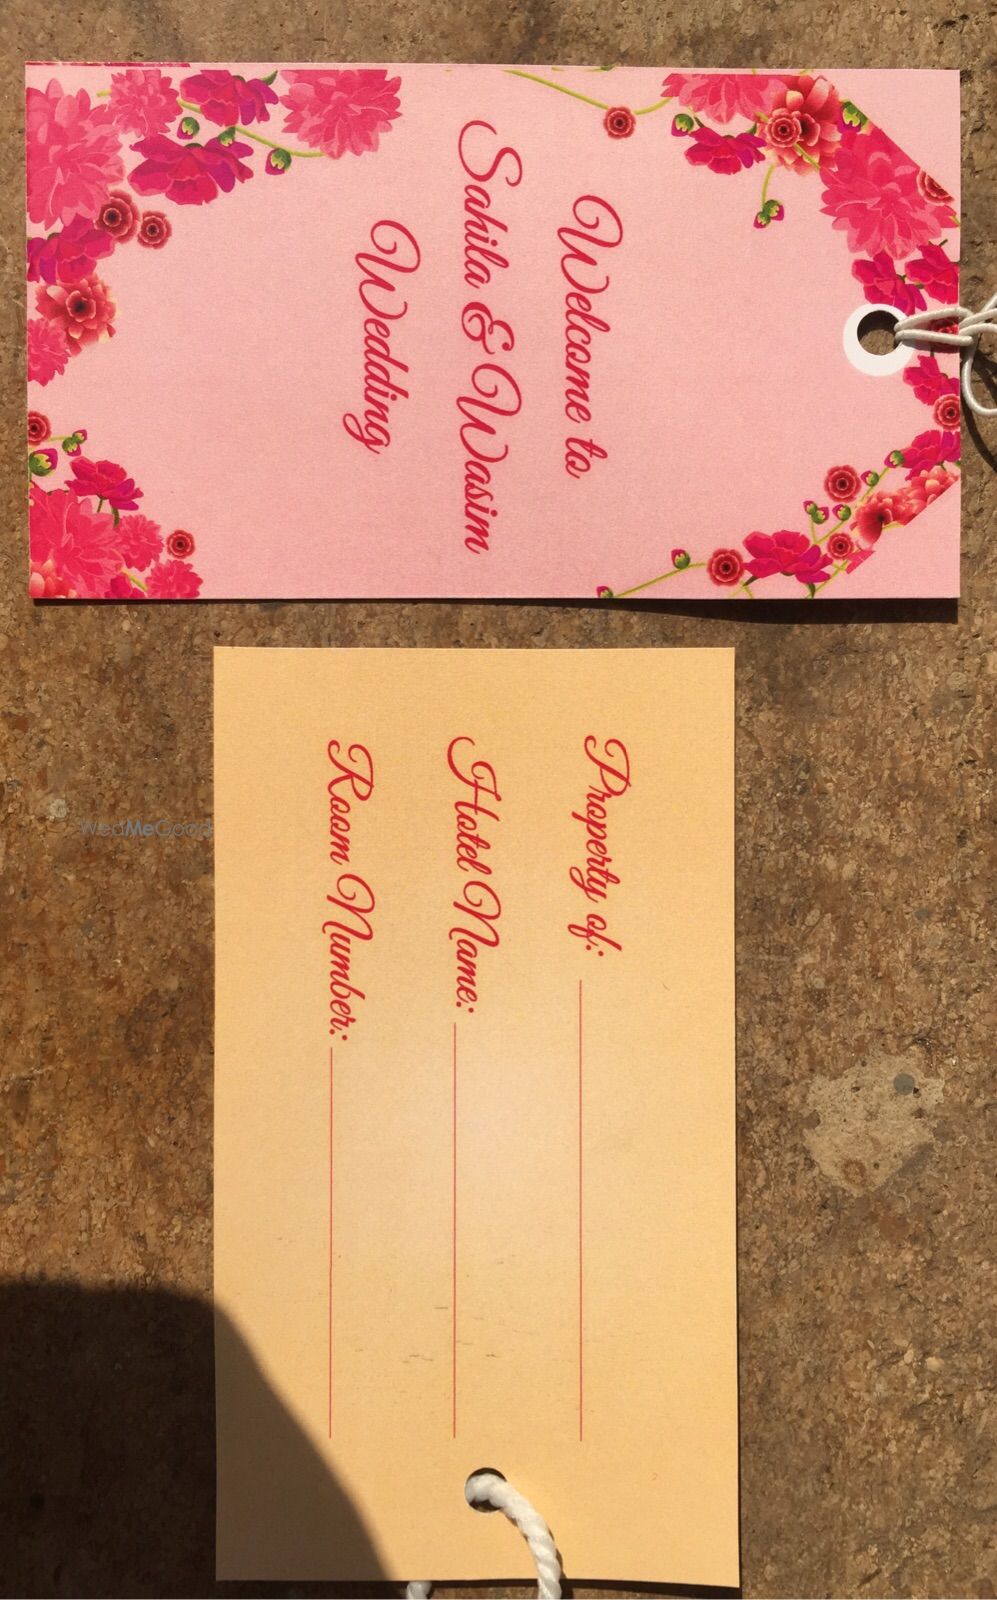 Welcome to
Sahila & Wasim
Wedding
Property of:
Hotel Name:
Room Number:
WedMeGood